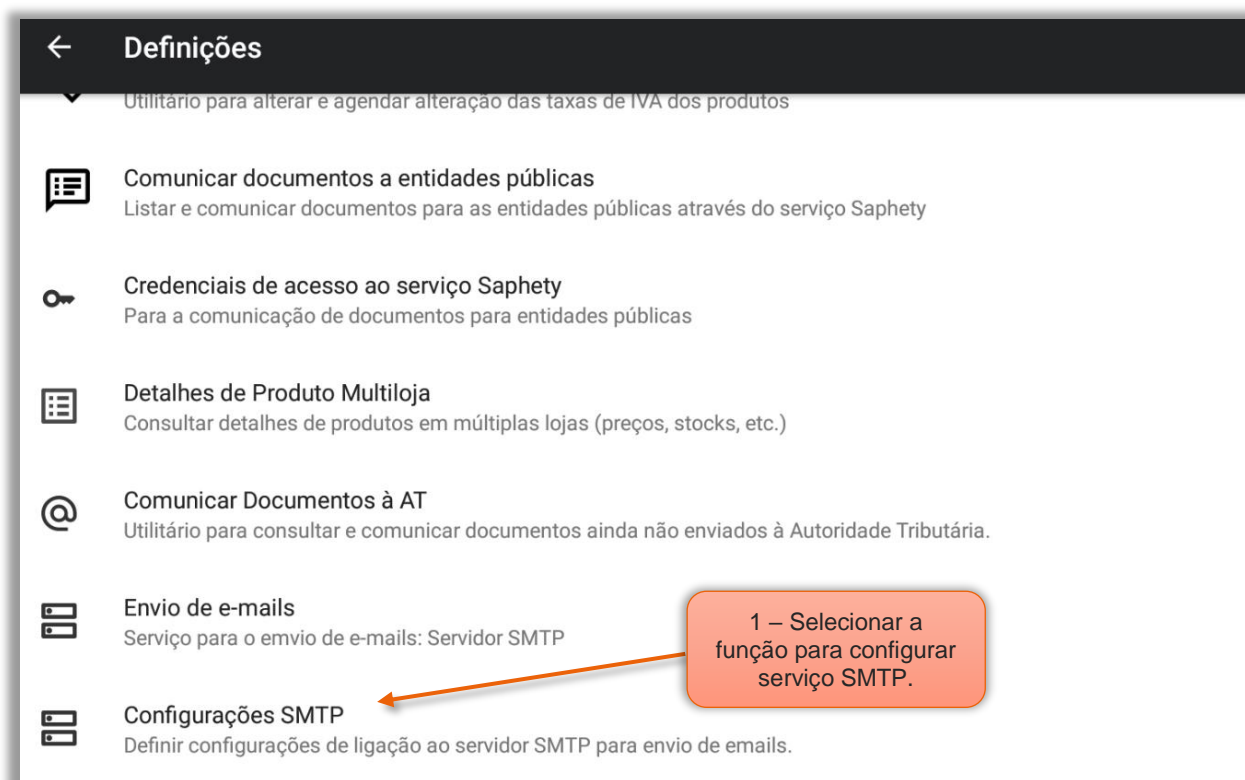 Definições
Utilitário para alterar e agendar alteração das taxas de IVA dos produtos
Comunicar documentos a entidades públicas
Listar e comunicar documentos para as entidades públicas através do serviço Saphety
Credenciais de acesso ao serviço Saphety
Para a comunicação de documentos para entidades públicas
Detalhes de Produto Multiloja
Consultar detalhes de produtos em múltiplas lojas (preços, stocks, etc.)
Comunicar Documentos à AT
Utilitário para consultar e comunicar documentos ainda não enviados à Autoridade Tributária.
Envio de e-mails
Serviço para o emvio de e-mails: Servidor SMTP
1 – Selecionar a
função para configurar
serviço SMTP.
Configurações SMTP
Definir configurações de ligação ao servidor SMTP para envio de emails.